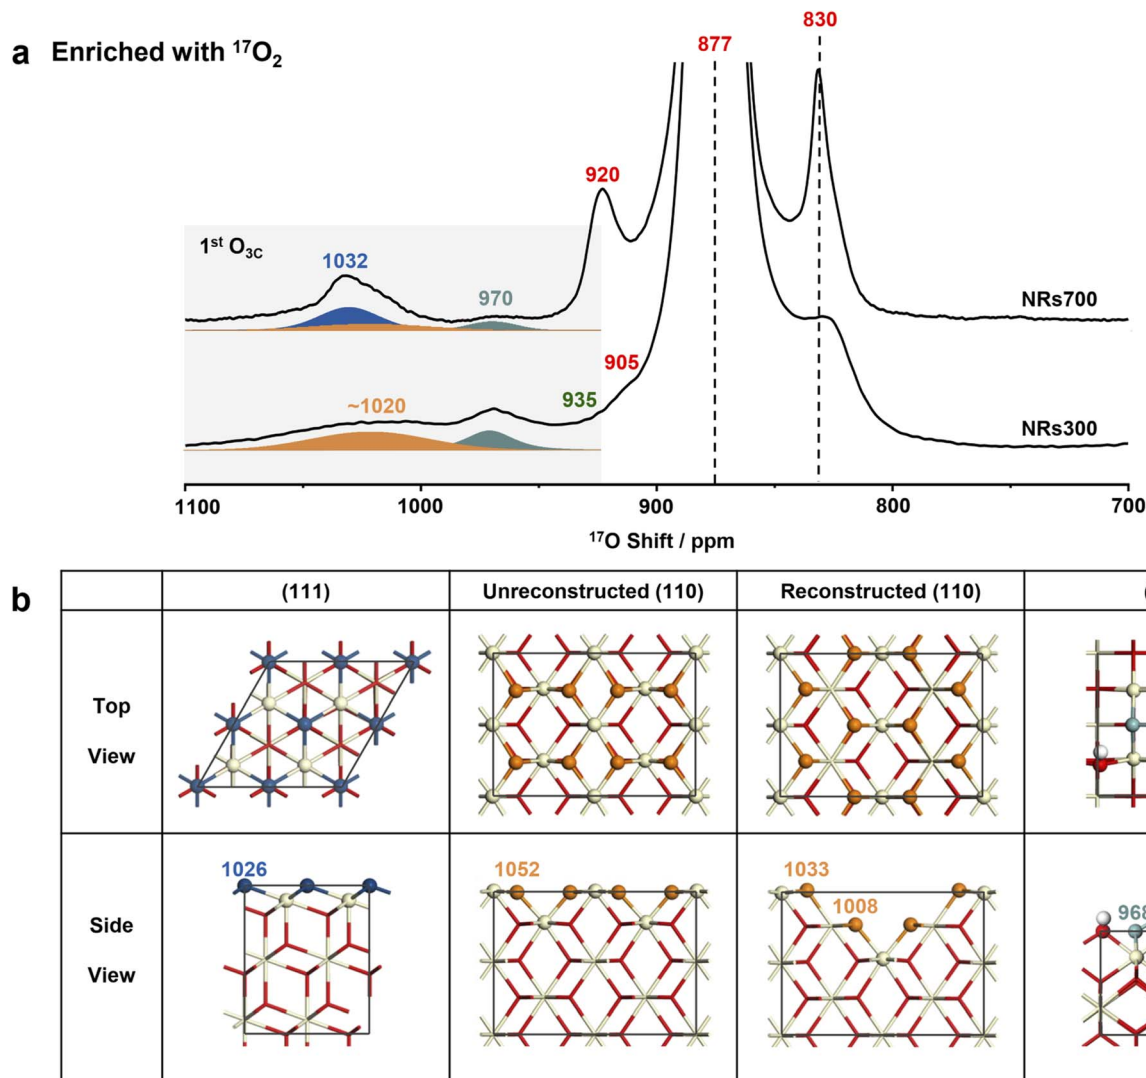 a Enriched with ¹⁷O₂
877
830
920
1ˢᵗ O₃C
1032
970
NRs700
905
935
~1020
NRs300
1100 1000 900 800 700
¹⁷O Shift / ppm
b
(111) Unreconstructed (110) Reconstructed (110) (
Top
View
1026 1052 1033
1008
968
Side
View